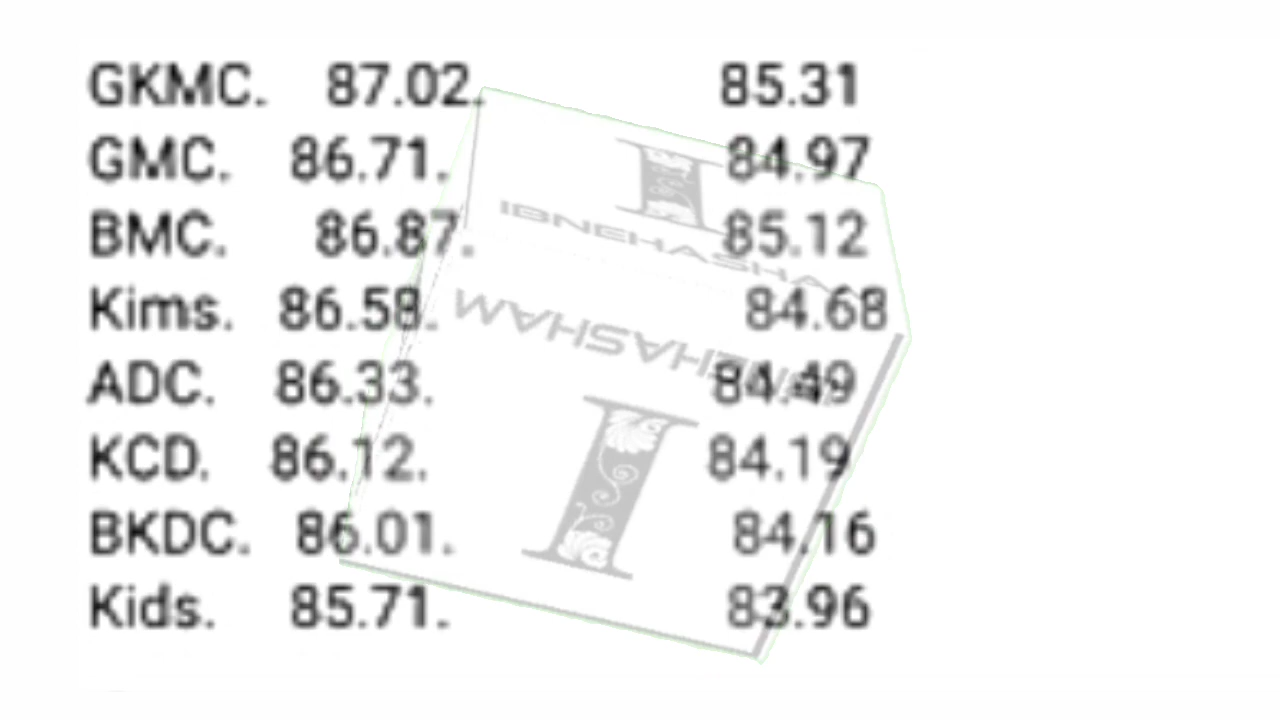 GKMC. 87.02. 85.31
GMC. 86.71. 84.97
BMC. 86.87. 85.12
Kims. 86.58. 84.68
ADC. 86.33. 84.49
KCD. 86.12. 84.19
BKDC. 86.01. 84.16
Kids. 85.71. 83.96
I
IBNEHASHAM
IBNEHASHAM
I